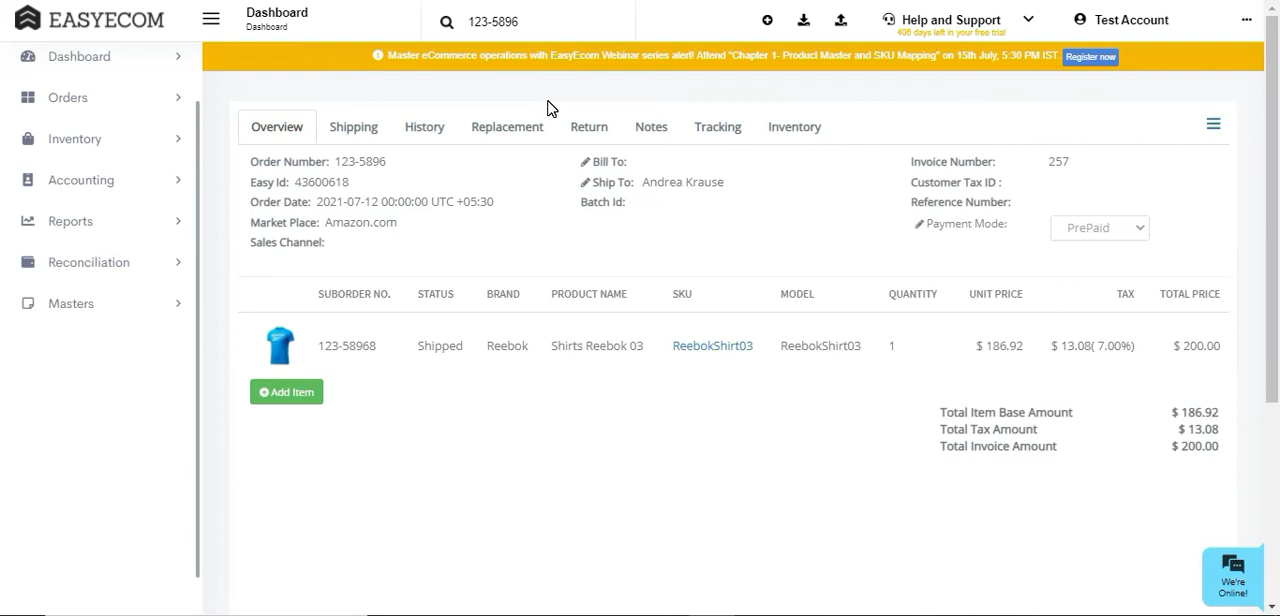 EASYECOM
Dashboard
Dashboard
123-5896
Help and Support
406 days left in your free trial
Test Account
Master eCommerce operations with EasyEcom Webinar series alert! Attend "Chapter 1- Product Master and SKU Mapping" on 15th July, 5:30 PM IST. Register now
Dashboard
Orders
Inventory
Accounting
Reports
Reconciliation
Masters
Overview Shipping History Replacement Return Notes Tracking Inventory
Order Number: 123-5896
Easy Id: 43600618
Order Date: 2021-07-12 00:00:00 UTC +05:30
Market Place: Amazon.com
Sales Channel:
Bill To:
Ship To: Andrea Krause
Batch Id:
Invoice Number: 257
Customer Tax ID :
Reference Number:
Payment Mode: PrePaid
SUBORDER NO. STATUS BRAND PRODUCT NAME SKU MODEL QUANTITY UNIT PRICE TAX TOTAL PRICE
123-58968 Shipped Reebok Shirts Reebok 03 ReebokShirt03 ReebokShirt03 1 $ 186.92 $ 13.08( 7.00%) $ 200.00
Add Item
Total Item Base Amount $ 186.92
Total Tax Amount $ 13.08
Total Invoice Amount $ 200.00
We're
Online!